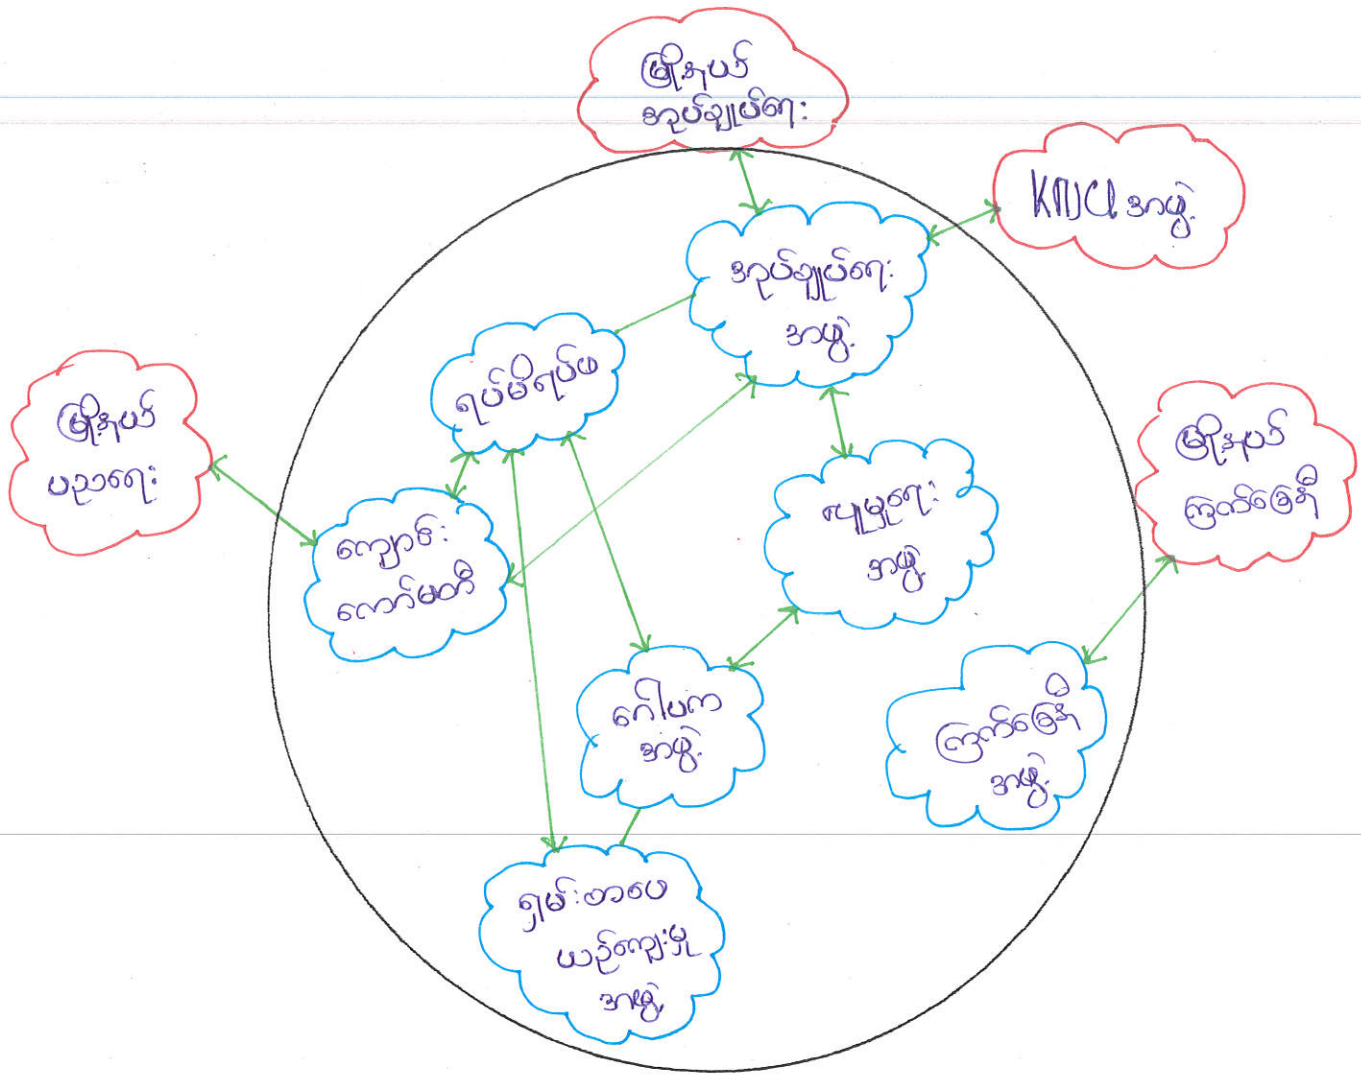 မြို့နယ်
အုပ်ချုပ်ရေး
အဖွဲ့
အုပ်ချုပ်ရေး
အဖွဲ့
ရပ်မိရပ်ဖ
မြို့နယ်
ပညာရေး
မြို့နယ်
ကြက်ခြေနီ
ကျောင်း
ကော်မတီ
အဖွဲ့
ဂေါပက
အဖွဲ့
ကြက်ခြေနီ
အဖွဲ့
ရှမ်းစာပေ
ယဉ်ကျေးမှု
အဖွဲ့